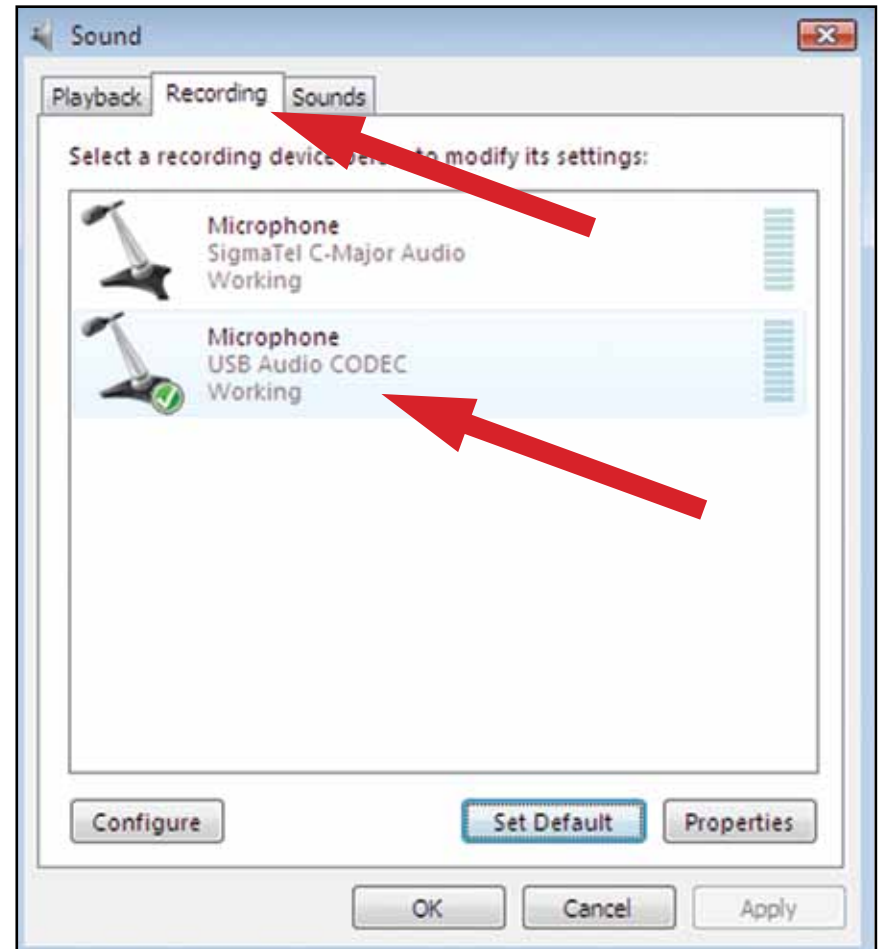 Sound
Playback Recording Sounds
Select a recording device to modify its settings:
Microphone
SigmaTel C-Major Audio
Working
Microphone
USB Audio CODEC
Working
Configure Set Default Properties
OK Cancel Apply